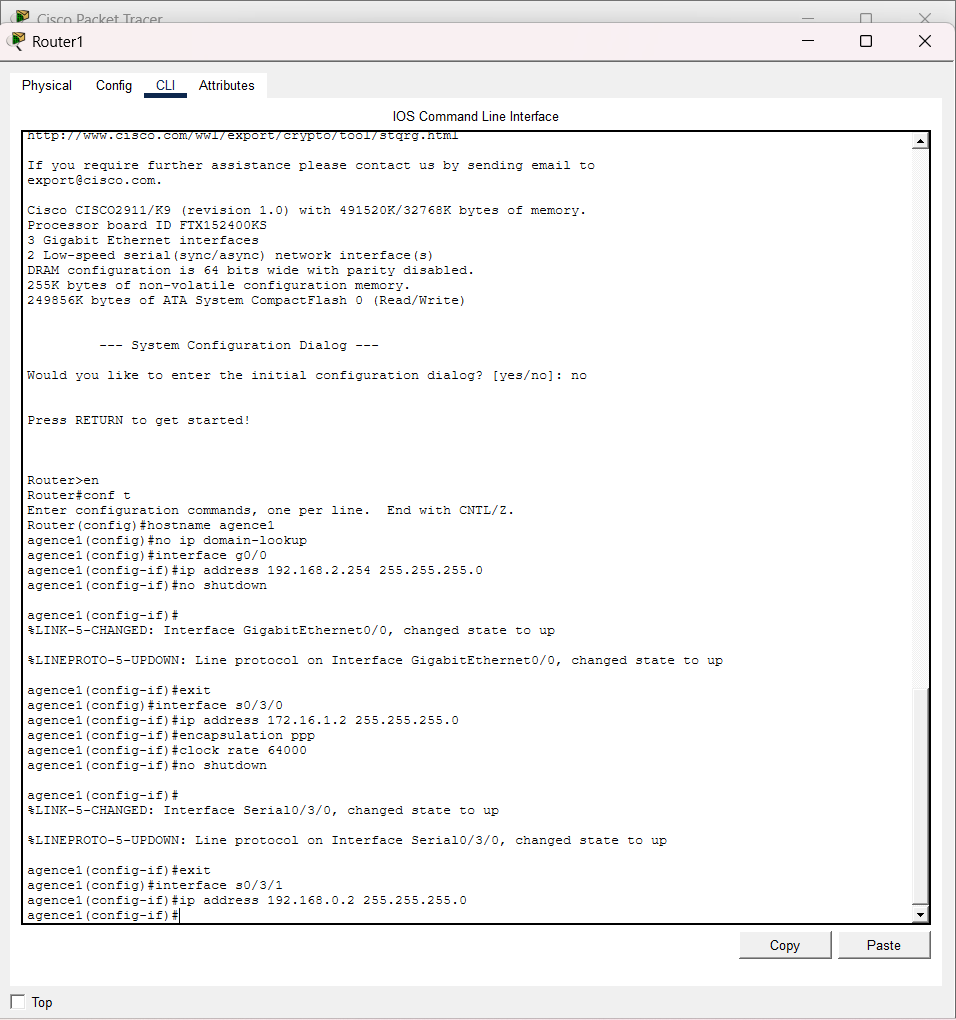 Cisco Packet Tracer
Router1
Physical Config CLI Attributes
IOS Command Line Interface
http://www.cisco.com/wwl/export/crypto/tool/stqrg.html
If you require further assistance please contact us by sending email to
export@cisco.com.
Cisco CISCO2911/K9 (revision 1.0) with 491520K/32768K bytes of memory.
Processor board ID FTX152400KS
3 Gigabit Ethernet interfaces
2 Low-speed serial(sync/async) network interface(s)
DRAM configuration is 64 bits wide with parity disabled.
255K bytes of non-volatile configuration memory.
249856K bytes of ATA System CompactFlash 0 (Read/Write)
--- System Configuration Dialog ---
Would you like to enter the initial configuration dialog? [yes/no]: no
Press RETURN to get started!
Router>en
Router#conf t
Enter configuration commands, one per line.  End with CNTL/Z.
Router(config)#hostname agence1
agence1(config)#no ip domain-lookup
agence1(config)#interface g0/0
agence1(config-if)#ip address 192.168.2.254 255.255.255.0
agence1(config-if)#no shutdown
agence1(config-if)#
%LINK-5-CHANGED: Interface GigabitEthernet0/0, changed state to up
%LINEPROTO-5-UPDOWN: Line protocol on Interface GigabitEthernet0/0, changed state to up
agence1(config-if)#exit
agence1(config)#interface s0/3/0
agence1(config-if)#ip address 172.16.1.2 255.255.255.0
agence1(config-if)#encapsulation ppp
agence1(config-if)#clock rate 64000
agence1(config-if)#no shutdown
agence1(config-if)#
%LINK-5-CHANGED: Interface Serial0/3/0, changed state to up
%LINEPROTO-5-UPDOWN: Line protocol on Interface Serial0/3/0, changed state to up
agence1(config-if)#exit
agence1(config)#interface s0/3/1
agence1(config-if)#ip address 192.168.0.2 255.255.255.0
agence1(config-if)#
Copy Paste
Top